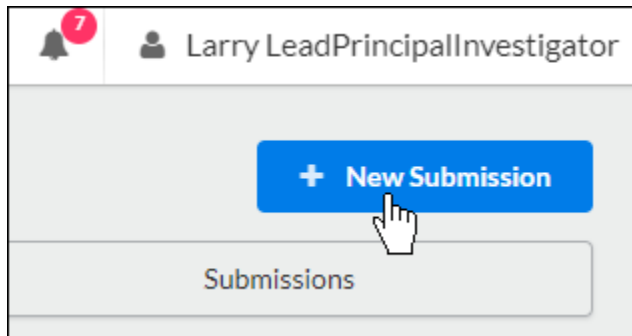 7
Larry LeadPrincipalInvestigator
+ New Submission
Submissions